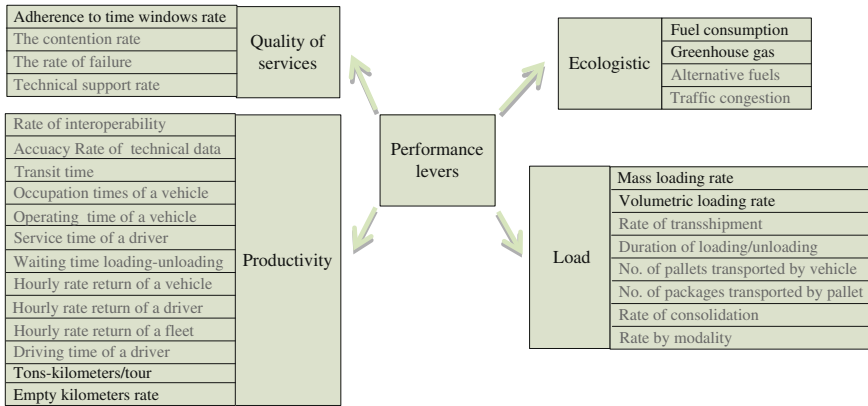 Adherence to time windows rate
The contention rate
The rate of failure
Technical support rate
Quality of
services
Rate of interoperability
Accuacy Rate of technical data
Transit time
Occupation times of a vehicle
Operating time of a vehicle
Service time of a driver
Waiting time loading-unloading
Hourly rate return of a vehicle
Hourly rate return of a driver
Hourly rate return of a fleet
Driving time of a driver
Tons-kilometers/tour
Empty kilometers rate
Productivity
Performance
levers
Ecologistic
Fuel consumption
Greenhouse gas
Alternative fuels
Traffic congestion
Load
Mass loading rate
Volumetric loading rate
Rate of transshipment
Duration of loading/unloading
No. of pallets transported by vehicle
No. of packages transported by pallet
Rate of consolidation
Rate by modality